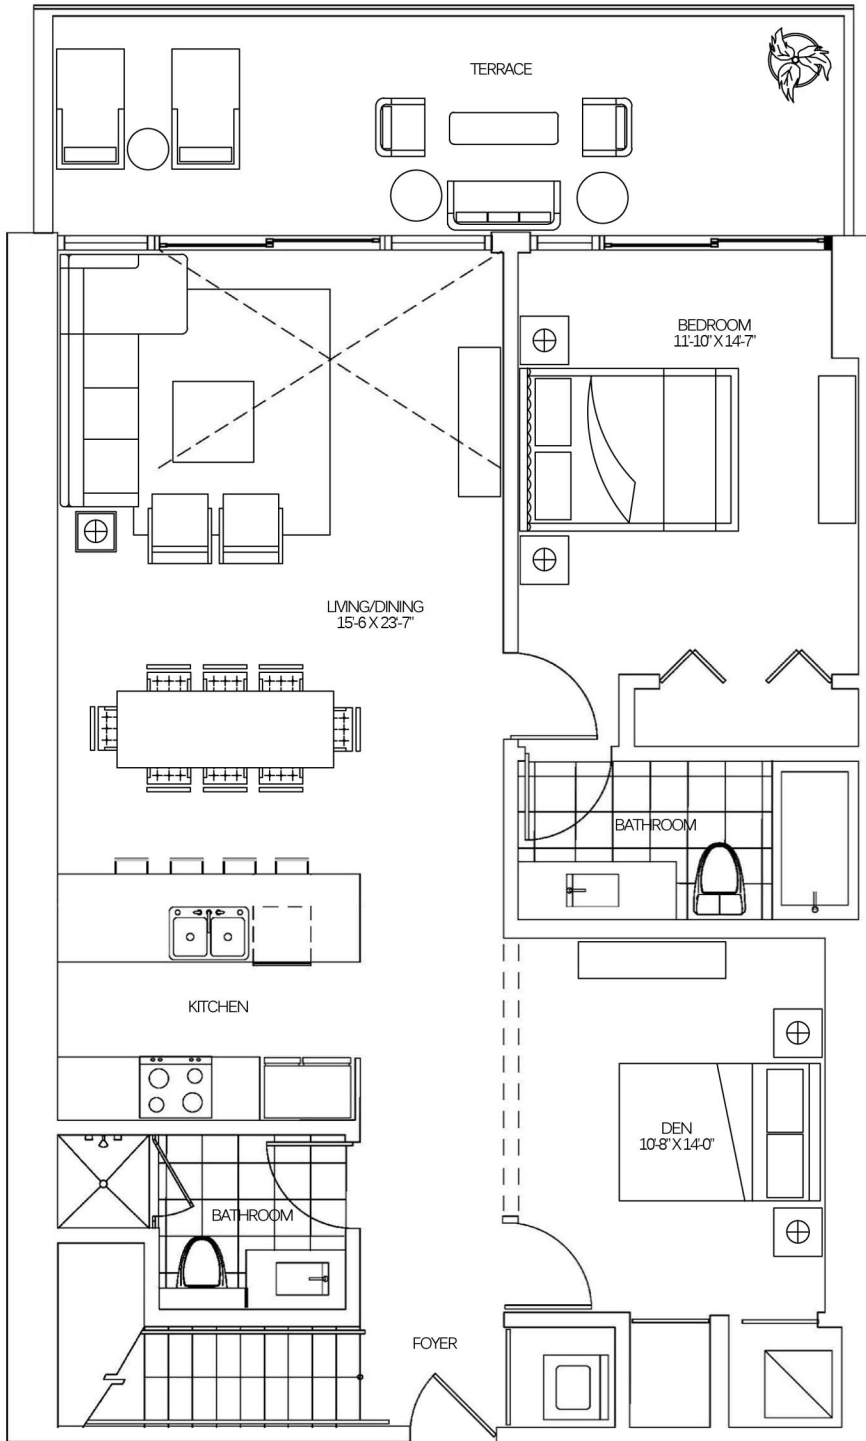 TERRACE
BEDROOM
11'-10" X 14'-7"
LIVING/DINING
15'-6 X 23'-7"
BATHROOM
KITCHEN
DEN
10'-8" X 14'-0"
BATHROOM
FOYER